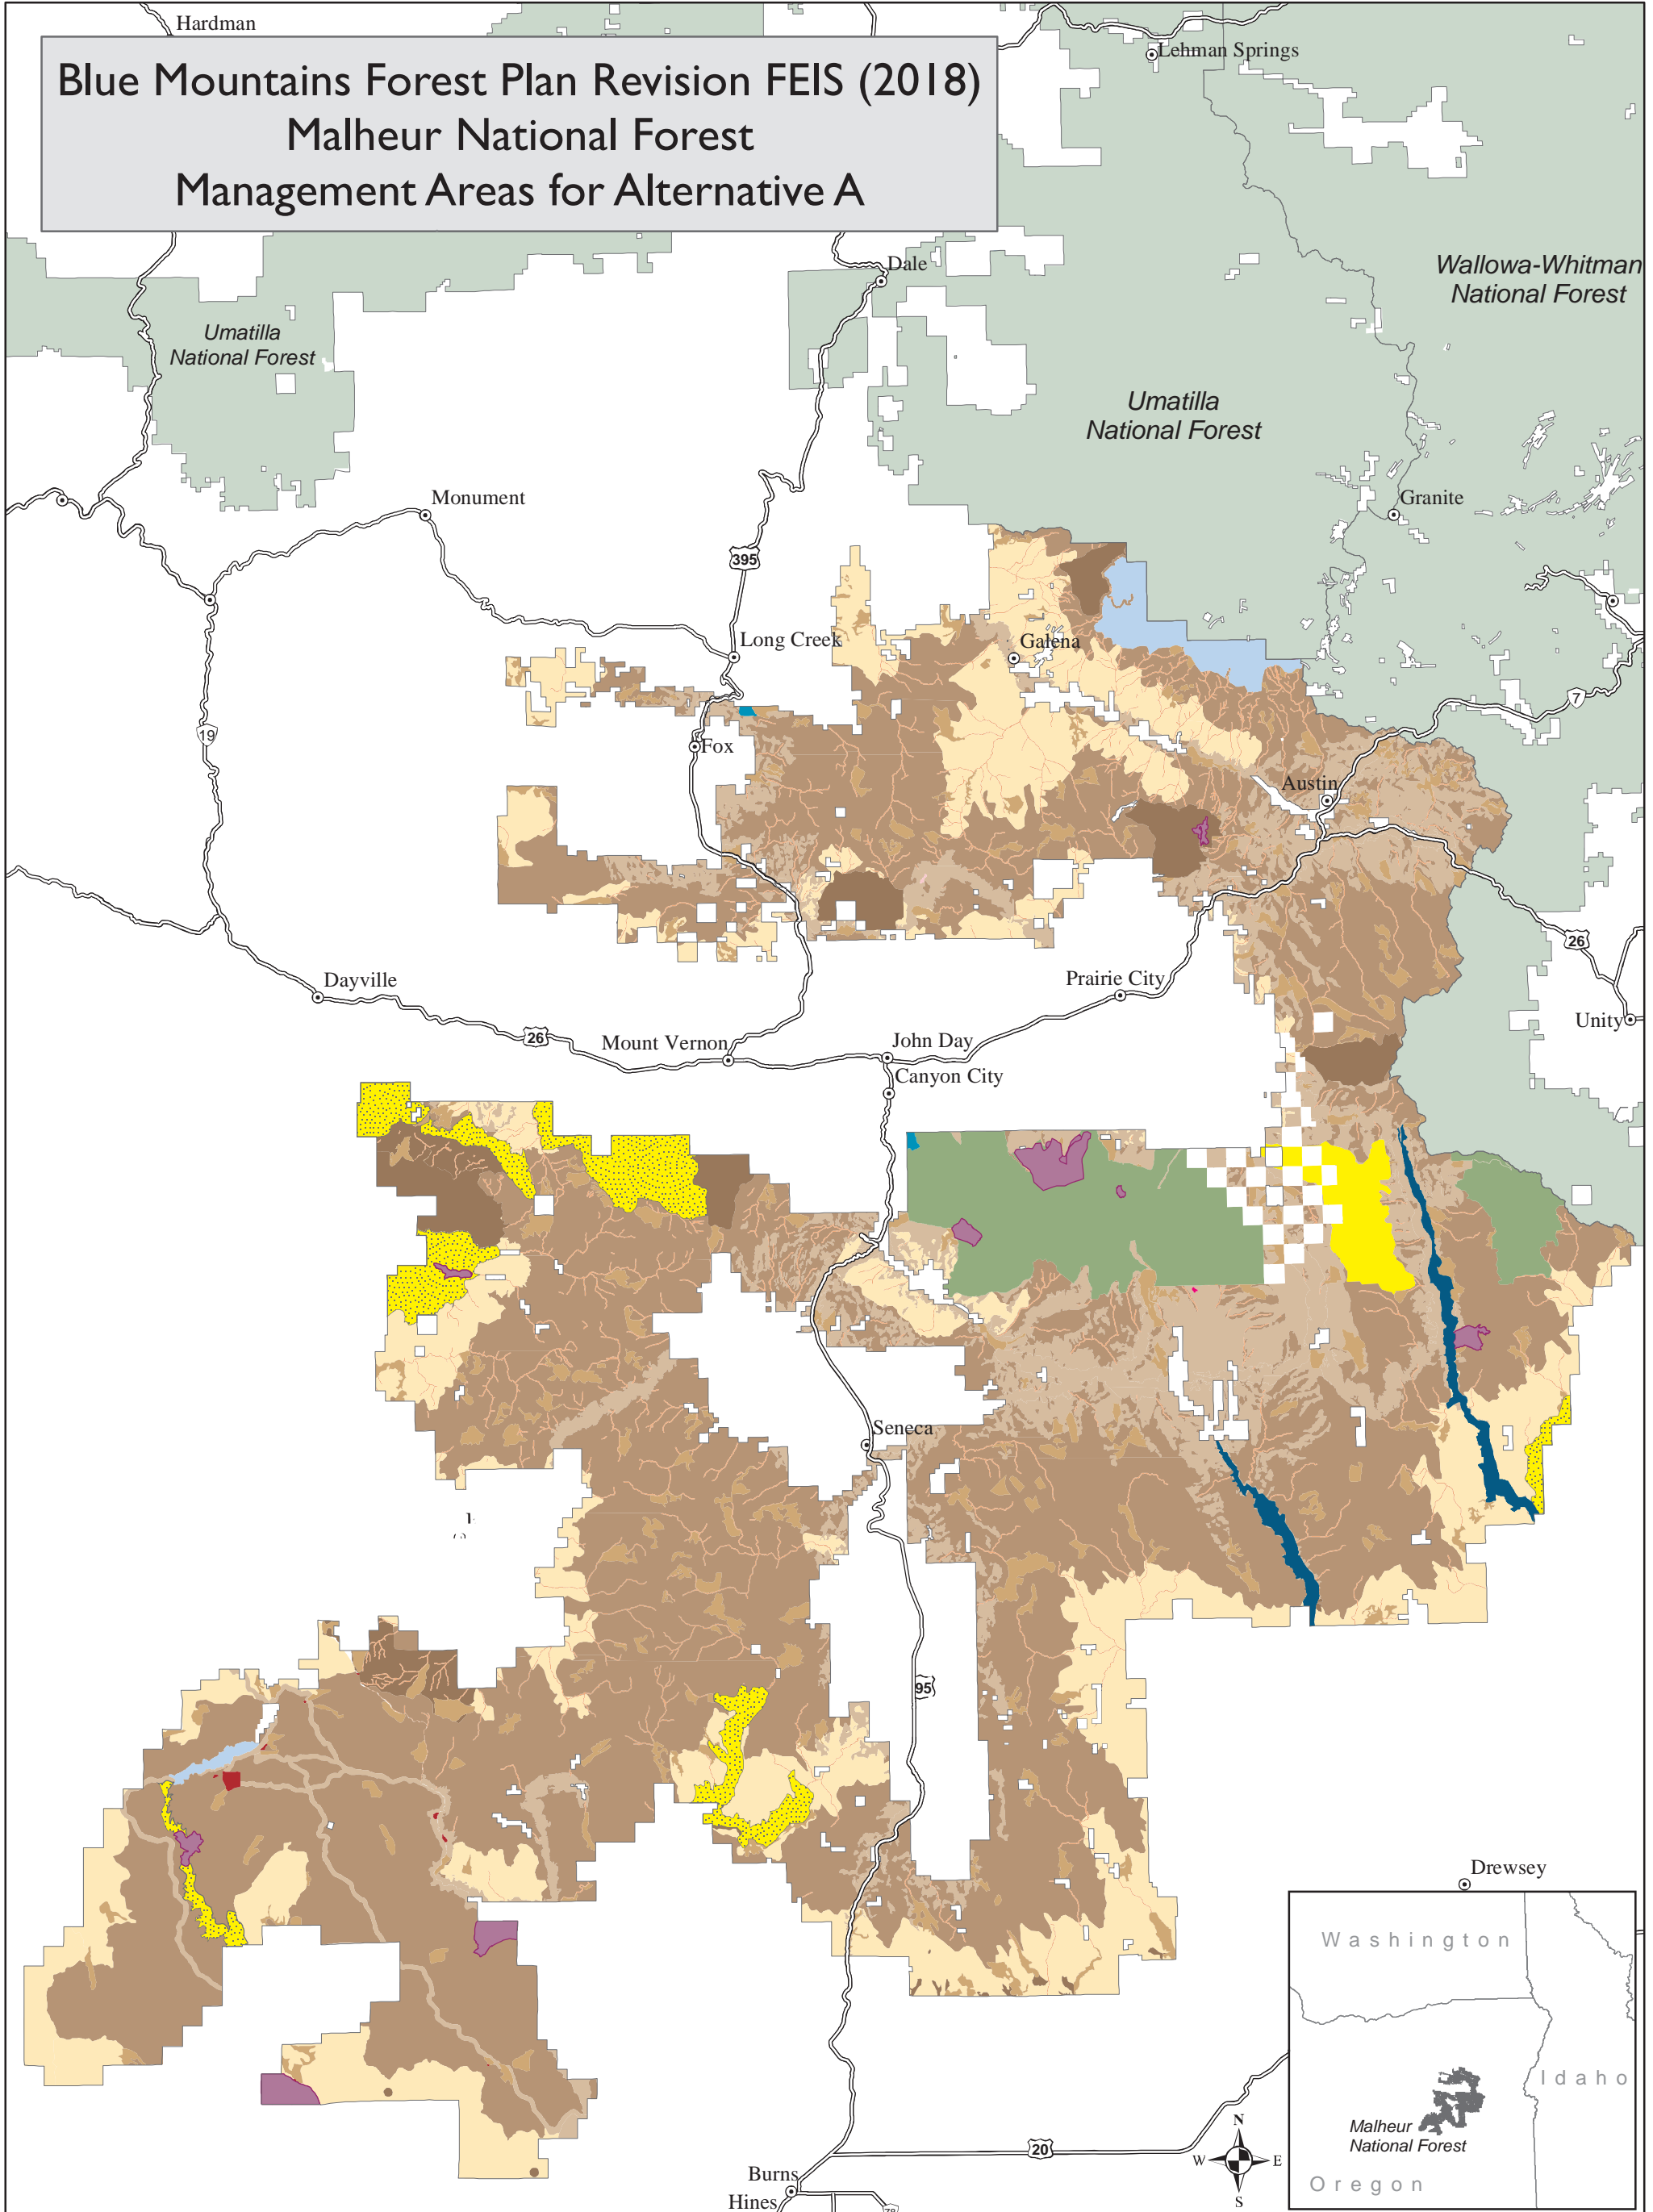 Hardman
Lehman Springs
Blue Mountains Forest Plan Revision FEIS (2018)
Malheur National Forest
Management Areas for Alternative A
Dale
Wallowa-Whitman
National Forest
Umatilla
National Forest
Umatilla
National Forest
Monument
Granite
395
Long Creek
Galena
7
19
Fox
Austin
26
Dayville
Prairie City
Unity
26
Mount Vernon
John Day
Canyon City
Seneca
95
Drewsey
Washington
Idaho
Malheur
National Forest
Oregon
N
W
E
S
20
Burns
Hines